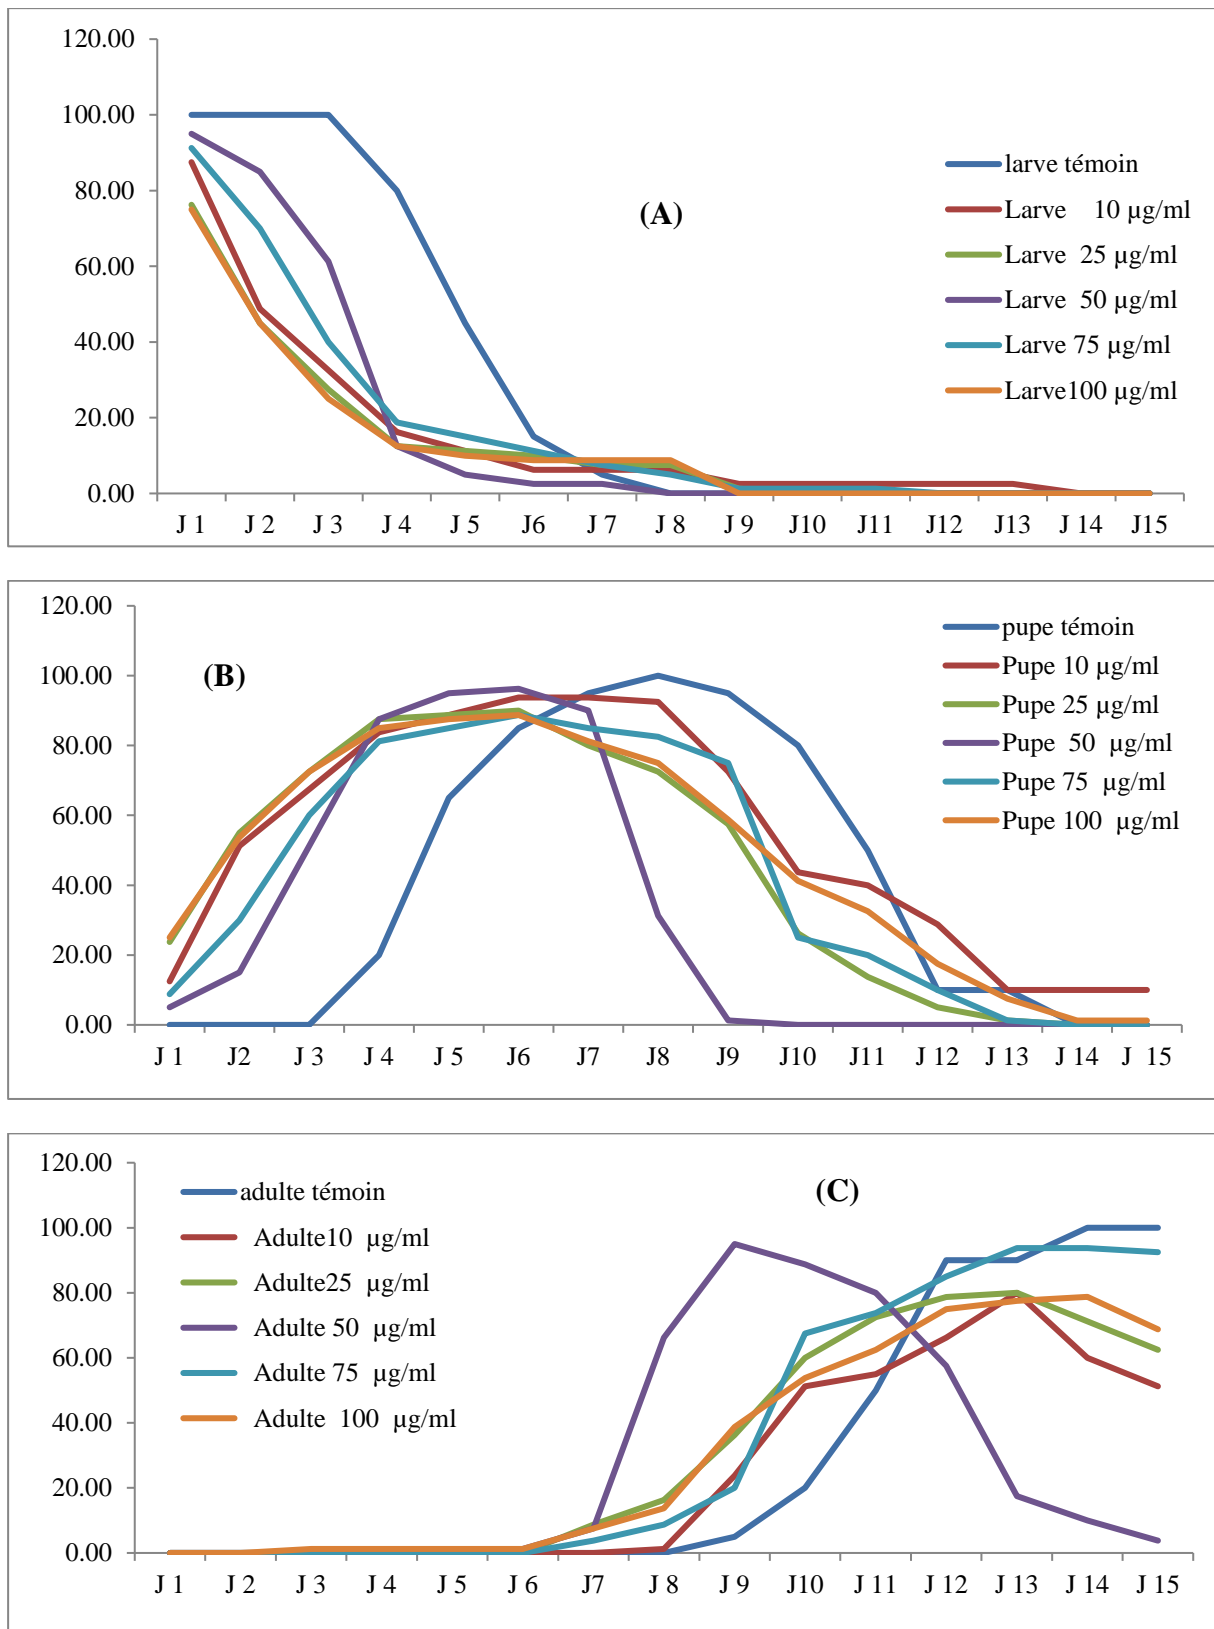 120.00
100.00
80.00
60.00
40.00
20.00
0.00
(A)
larve témoin
Larve 10 µg/ml
Larve 25 µg/ml
Larve 50 µg/ml
Larve 75 µg/ml
Larve100 µg/ml
J 1 J 2 J 3 J 4 J 5 J6 J 7 J 8 J 9 J10 J11 J12 J13 J 14 J15
120.00
100.00
80.00
60.00
40.00
20.00
0.00
(B)
pupe témoin
Pupe 10 µg/ml
Pupe 25 µg/ml
Pupe 50 µg/ml
Pupe 75 µg/ml
Pupe 100 µg/ml
J 1 J2 J 3 J 4 J 5 J6 J7 J8 J9 J10 J11 J 12 J 13 J 14 J 15
120.00
100.00
80.00
60.00
40.00
20.00
0.00
(C)
adulte témoin
Adulte10 µg/ml
Adulte25 µg/ml
Adulte 50 µg/ml
Adulte 75 µg/ml
Adulte 100 µg/ml
J 1 J 2 J 3 J 4 J 5 J 6 J7 J 8 J 9 J10 J 11 J 12 J 13 J 14 J 15